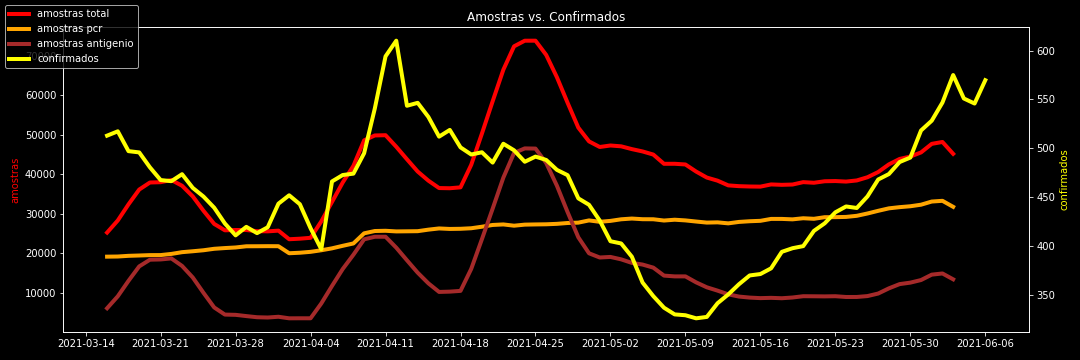 Amostras vs. Confirmados
amostras total
amostras pcr
amostras antigenio
confirmados
70000
60000
50000
40000
30000
20000
10000
amostras
600
550
500
450
400
350
confirmados
2021-03-14 2021-03-21 2021-03-28 2021-04-04 2021-04-11 2021-04-18 2021-04-25 2021-05-02 2021-05-09 2021-05-16 2021-05-23 2021-05-30 2021-06-06